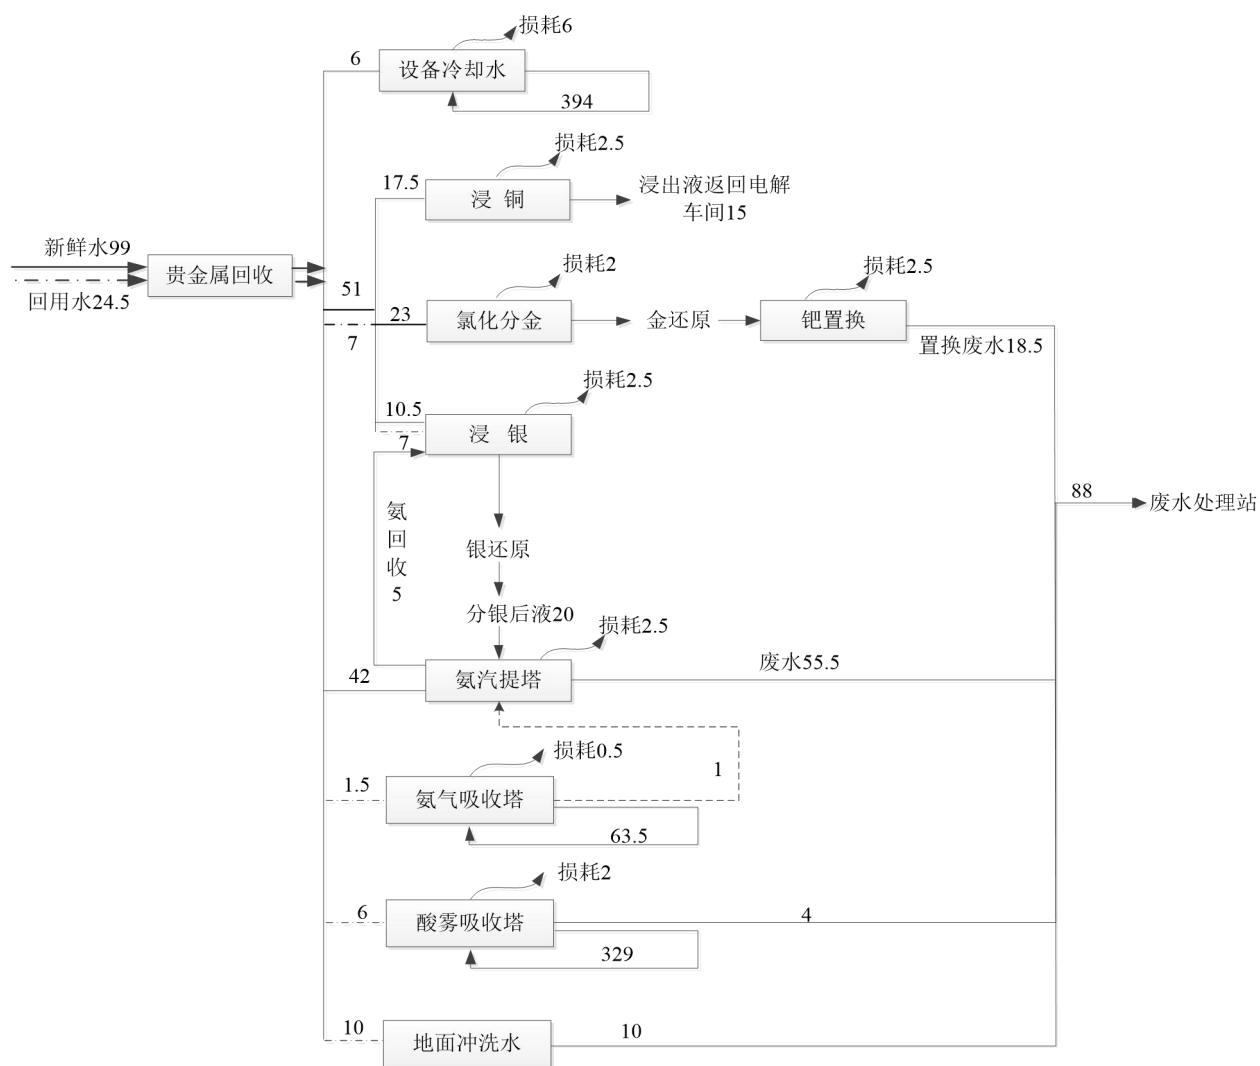 损耗6
6
设备冷却水
394
损耗2.5
17.5
浸 铜
浸出液返回电解
车间15
新鲜水99
贵金属回收
回用水24.5
51
损耗2
23
氯化分金
金还原
损耗2.5
钯置换
置换废水18.5
7
损耗2.5
10.5
浸 银
7
88
废水处理站
氨
回
收
5
银还原
分银后液20
损耗2.5
42
氨汽提塔
废水55.5
损耗0.5
1
1.5
氨气吸收塔
63.5
损耗2
6
酸雾吸收塔
4
329
10
地面冲洗水
10